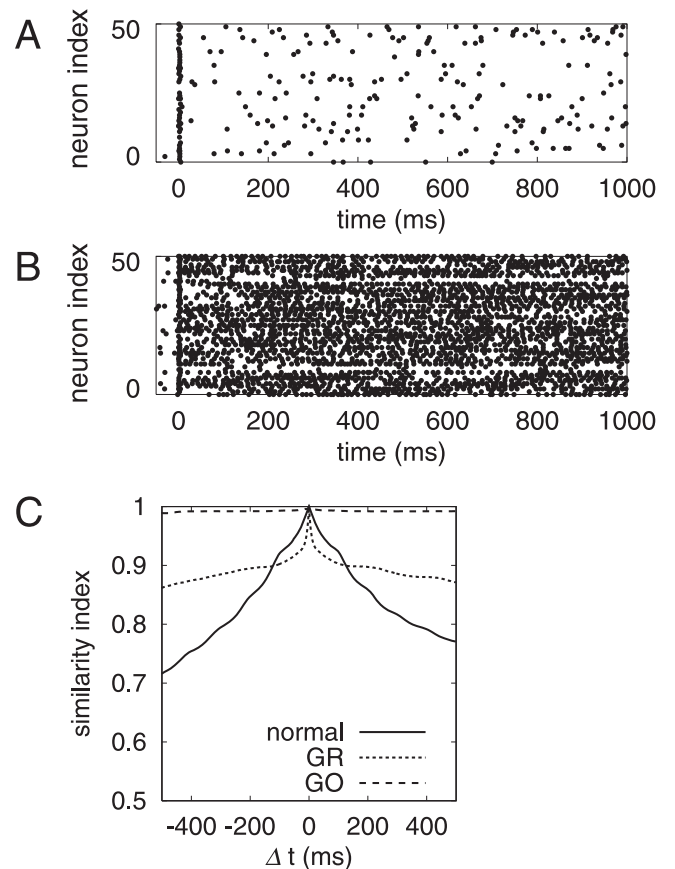 A
neuron index
50
0
0 200 400 600 800 1000
time (ms)
B
neuron index
50
0
0 200 400 600 800 1000
time (ms)
C
similarity index
1
0.9
0.8
0.7
0.6
0.5
normal
GR
GO
-400 -200 0 200 400
Δ t (ms)